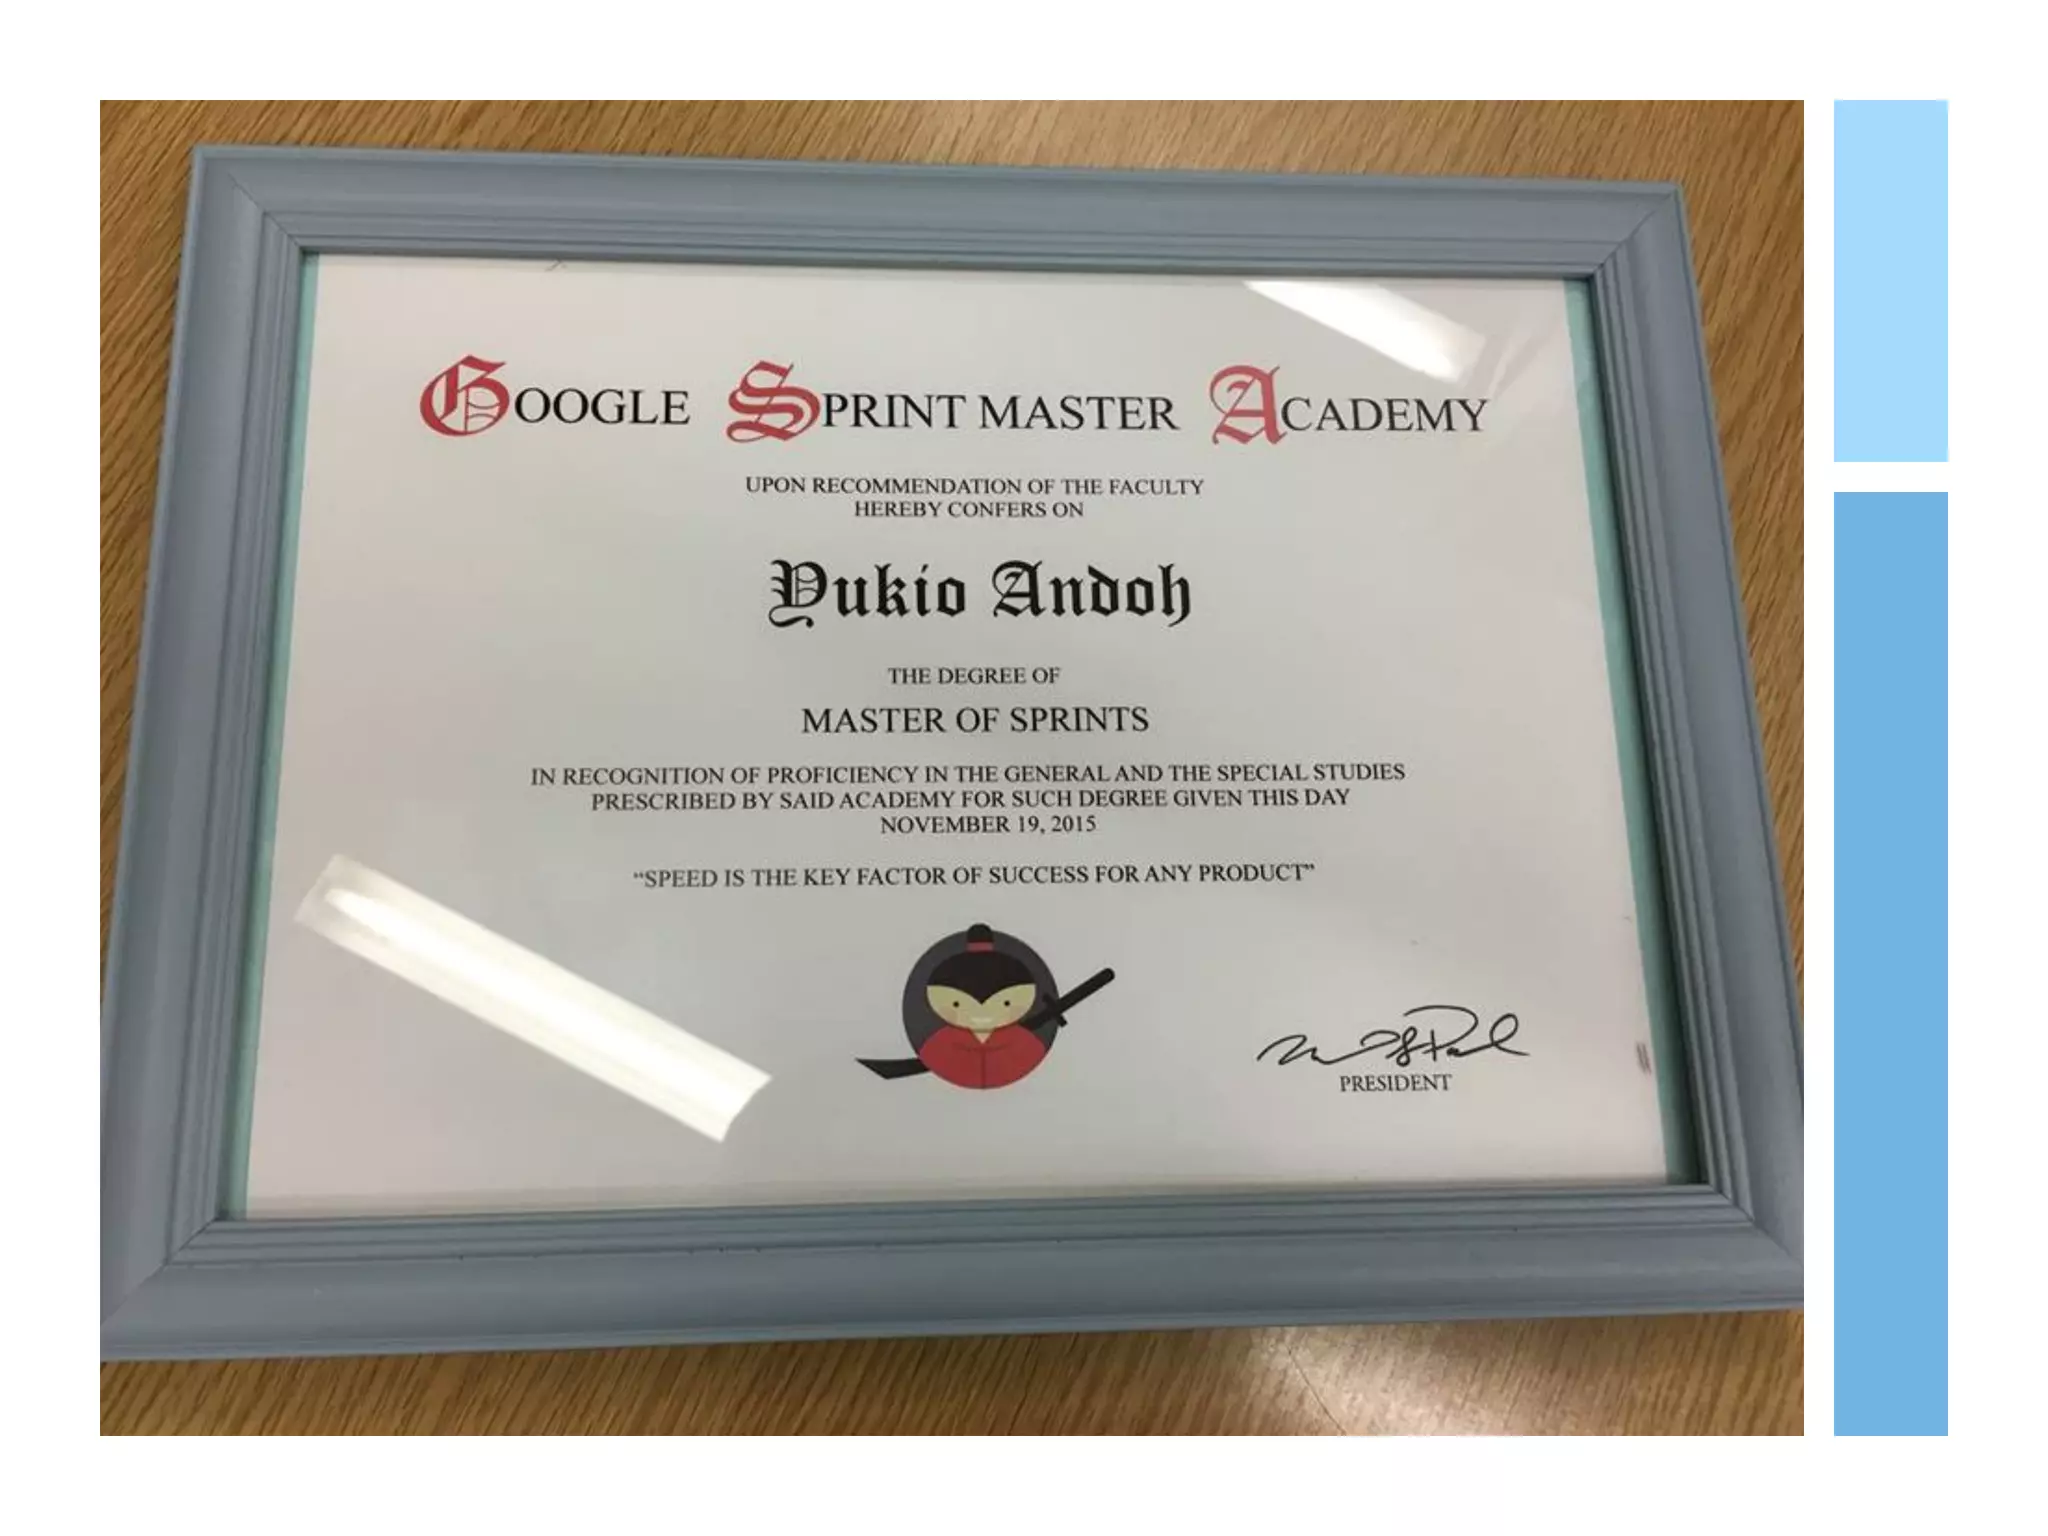 GOOGLE SPRINT MASTER ACADEMY
UPON RECOMMENDATION OF THE FACULTY
HEREBY CONFERS ON
Yukio Andoh
THE DEGREE OF
MASTER OF SPRINTS
IN RECOGNITION OF PROFICIENCY IN THE GENERAL AND THE SPECIAL STUDIES
PRESCRIBED BY SAID ACADEMY FOR SUCH DEGREE GIVEN THIS DAY
NOVEMBER 19, 2015
“SPEED IS THE KEY FACTOR OF SUCCESS FOR ANY PRODUCT”
PRESIDENT